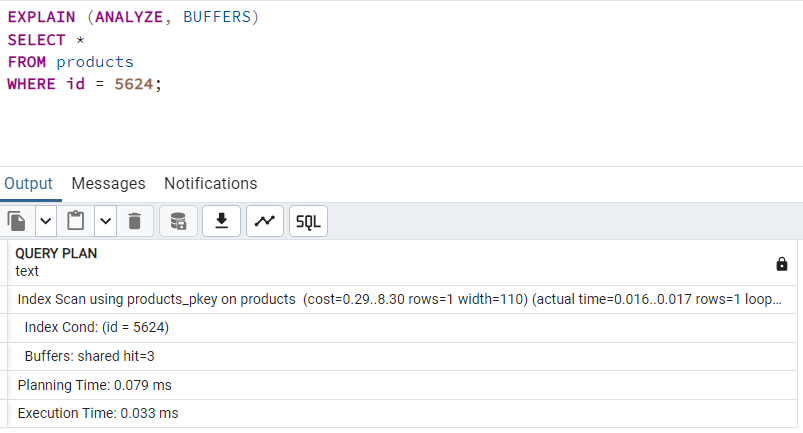 EXPLAIN (ANALYZE, BUFFERS)
SELECT *
FROM products
WHERE id = 5624;
Output Messages Notifications
SQL
QUERY PLAN
text
Index Scan using products_pkey on products (cost=0.29..8.30 rows=1 width=110) (actual time=0.016..0.017 rows=1 loop...
Index Cond: (id = 5624)
Buffers: shared hit=3
Planning Time: 0.079 ms
Execution Time: 0.033 ms